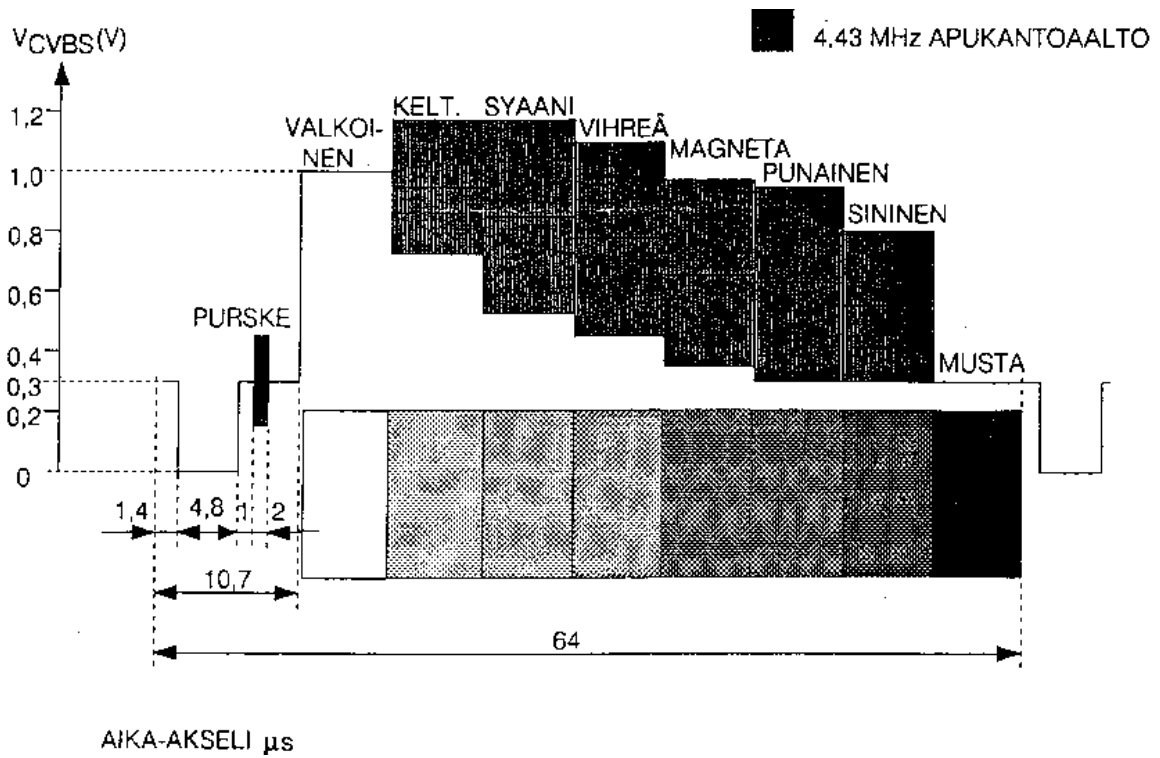 VCVBS(V)
4,43 MHz APUKANTOAALTO
1,2
KELT.
SYAANI
VALKOI-
NEN
VIHREÄ
MAGNETA
PUNAINEN
SININEN
1,0
0,8
0,6
PURSKE
0,4
MUSTA
0,3
0,2
0
1,4
4,8
1
2
10,7
64
AIKA-AKSELI µs